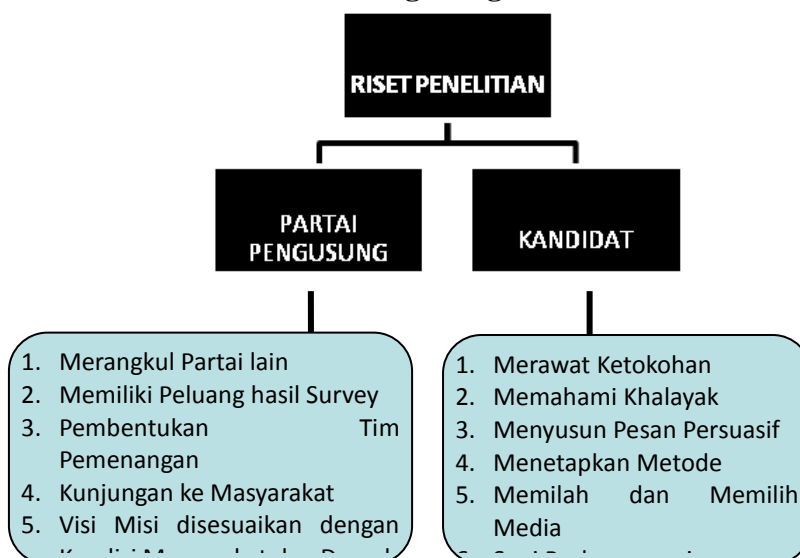 RISET PENELITIAN
PARTAI
PENGUSUNG
KANDIDAT
1. Merangkul Partai lain
2. Memiliki Peluang hasil Survey
3. Pembentukan Tim
Pemenangan
4. Kunjungan ke Masyarakat
5. Visi Misi disesuaikan dengan
1. Merawat Ketokohan
2. Memahami Khalayak
3. Menyusun Pesan Persuasif
4. Menetapkan Metode
5. Memilah dan Memilih
Media